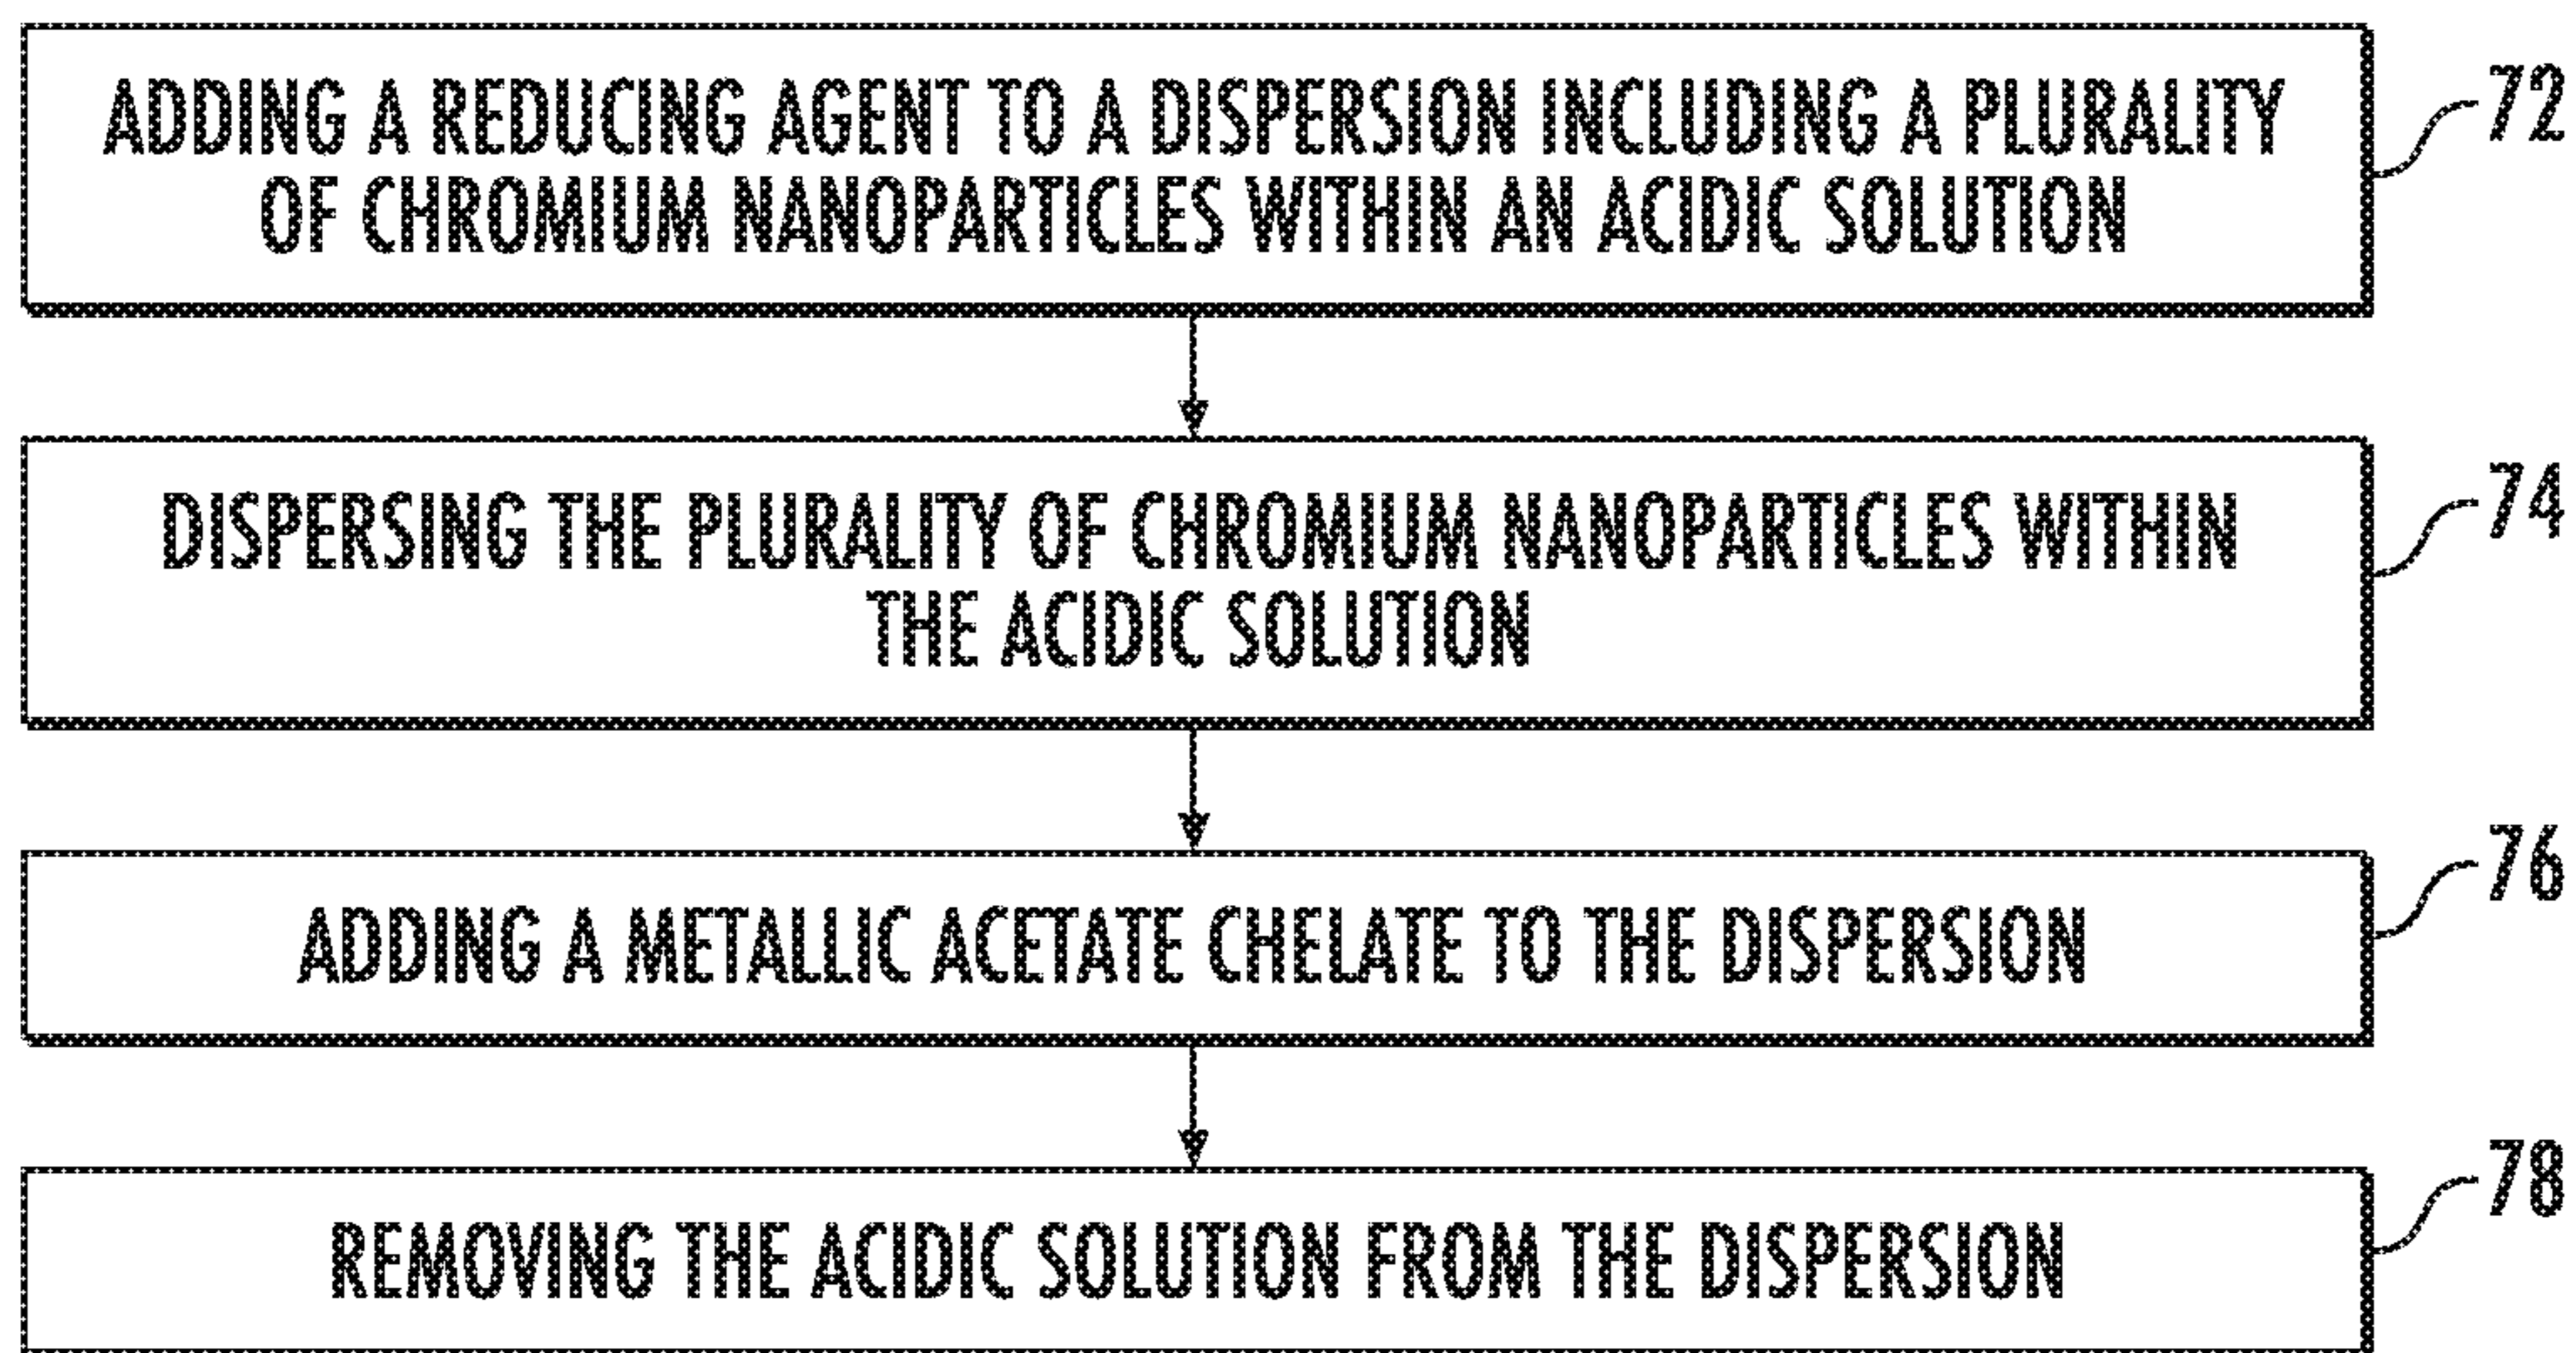 ADDING A REDUCING AGENT TO A DISPERSION INCLUDING A PLURALITY
OF CHROMIUM NANOPARTICLES WITHIN AN ACIDIC SOLUTION
72
DISPERSING THE PLURALITY OF CHROMIUM NANOPARTICLES WITHIN
THE ACIDIC SOLUTION
74
ADDING A METALLIC ACETATE CHELATE TO THE DISPERSION
76
REMOVING THE ACIDIC SOLUTION FROM THE DISPERSION
78